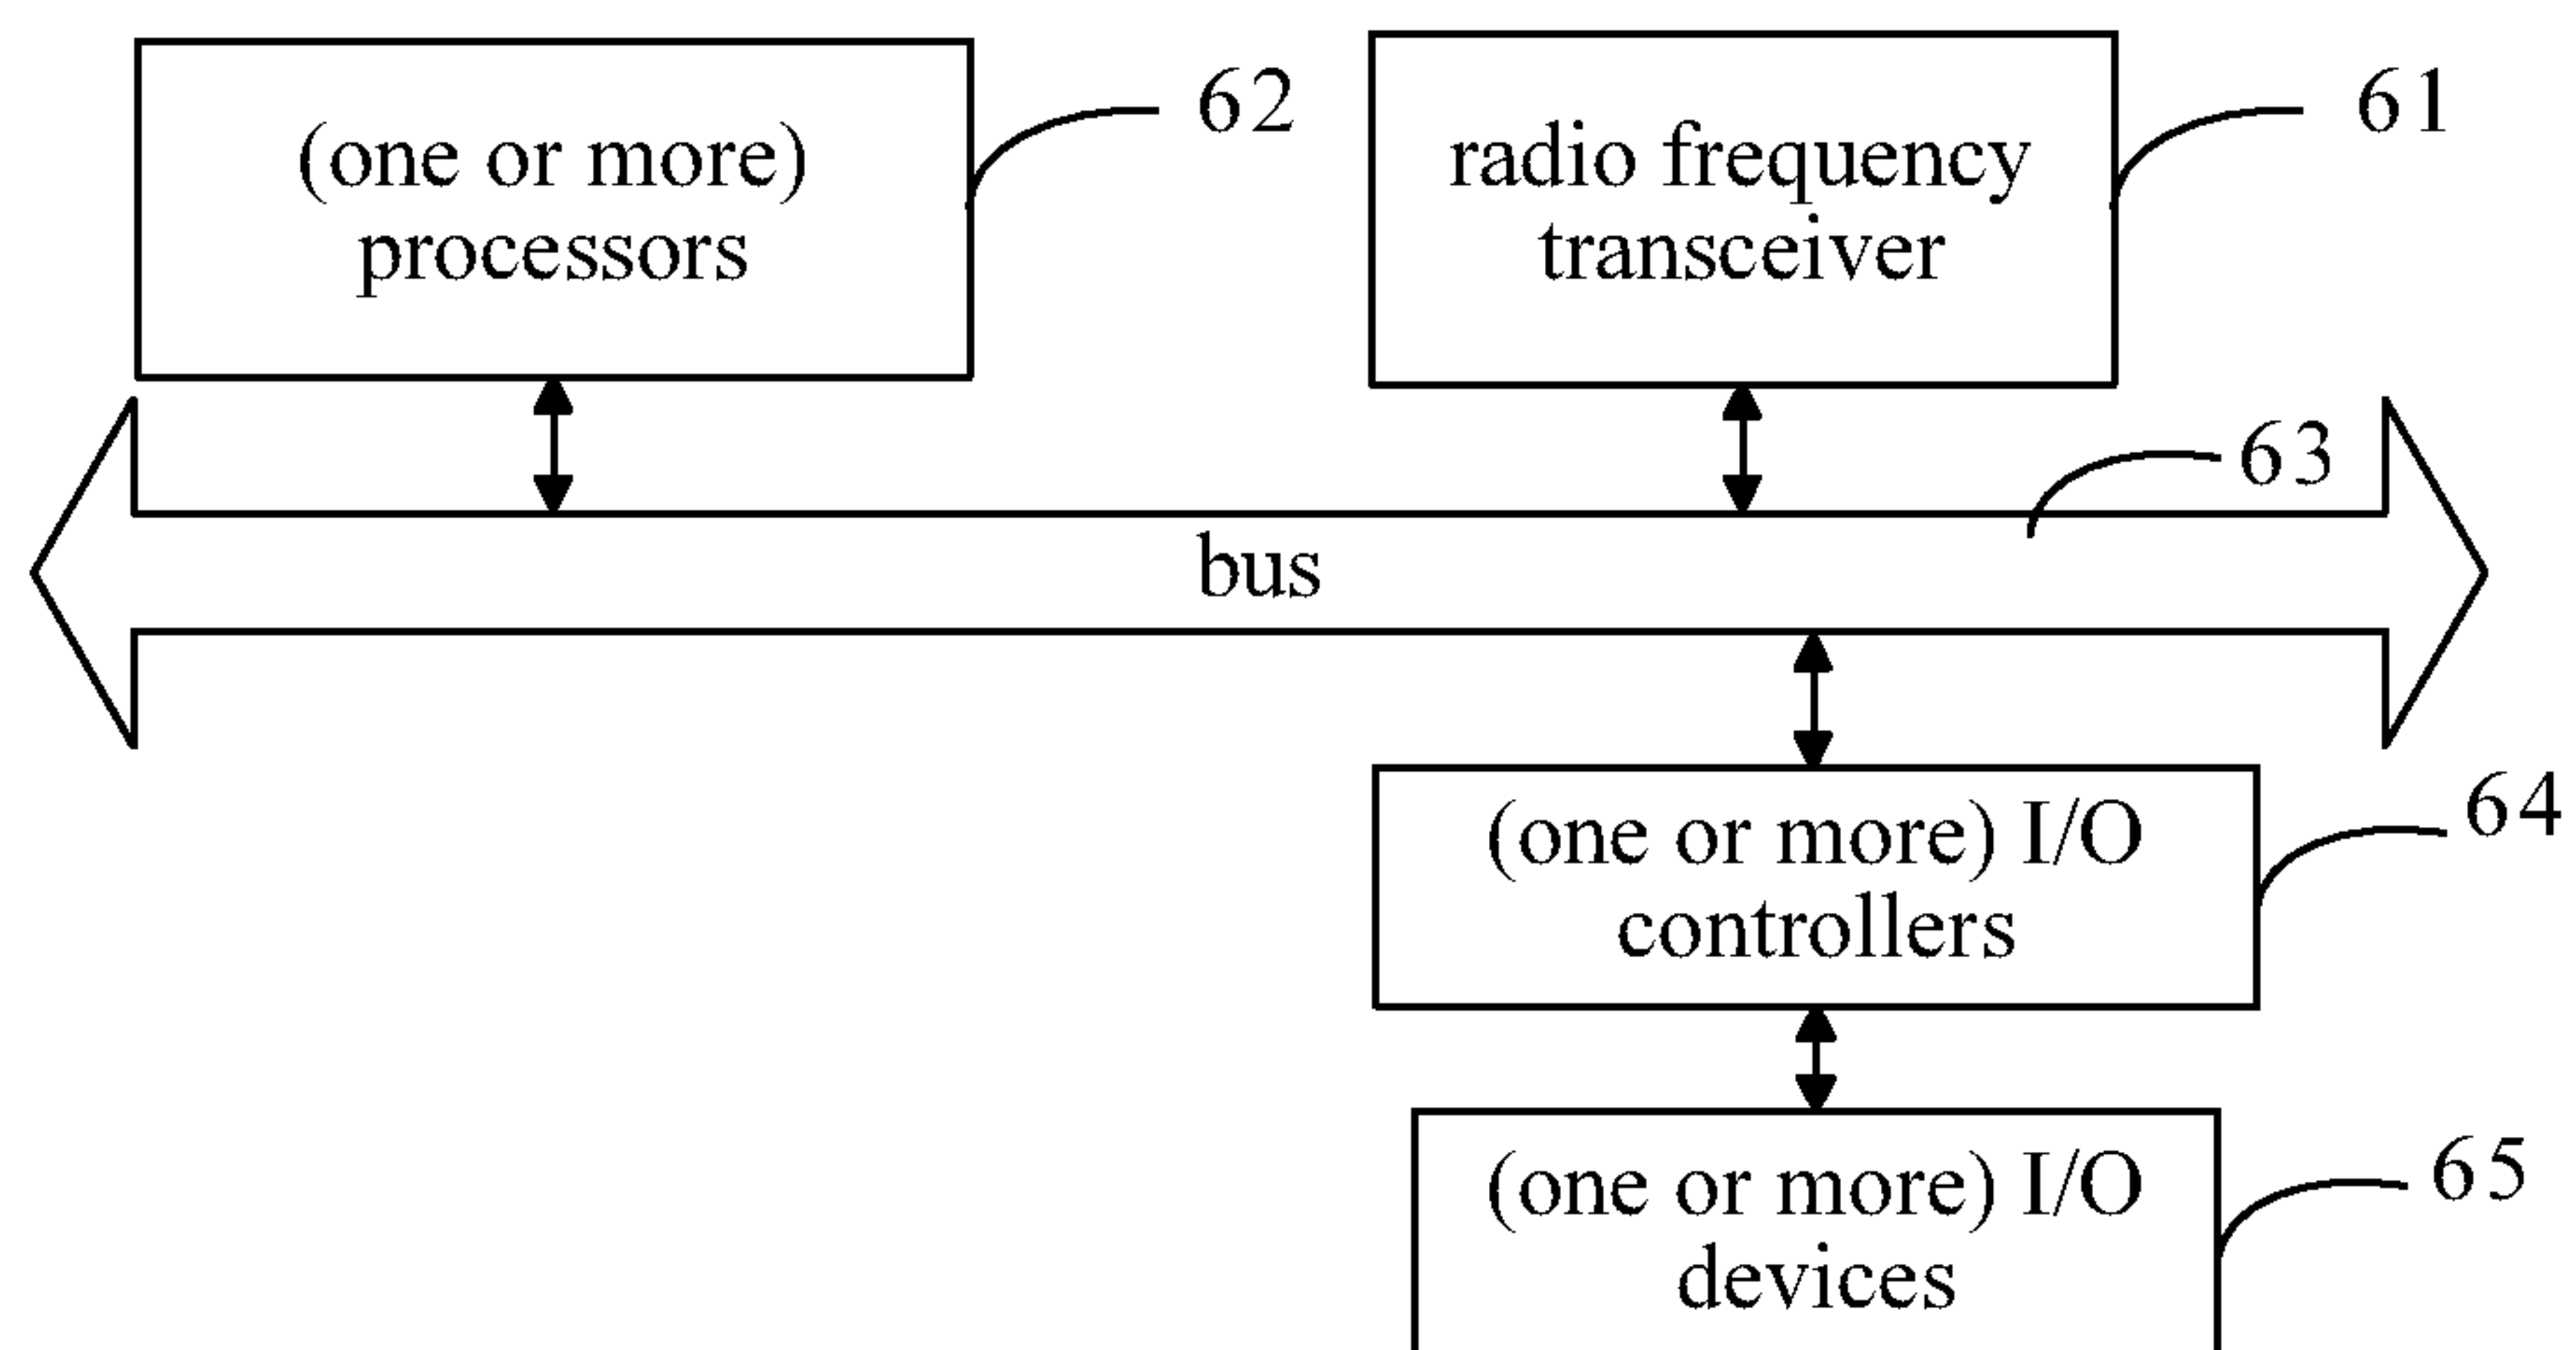 (one or more)
processors
62
radio frequency
transceiver
61
63
bus
(one or more) I/O
controllers
64
(one or more) I/O
devices
65